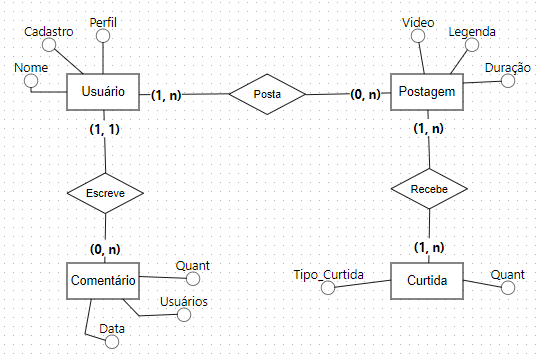 Perfil
Cadastro
Nome
Video
Legenda
Duração
Usuário
(1, n)
Posta
(0, n)
Postagem
(1, 1)
(1, n)
Escreve
Recebe
(0, n)
(1, n)
Comentário
Quant
Usuários
Data
Tipo_Curtida
Curtida
Quant